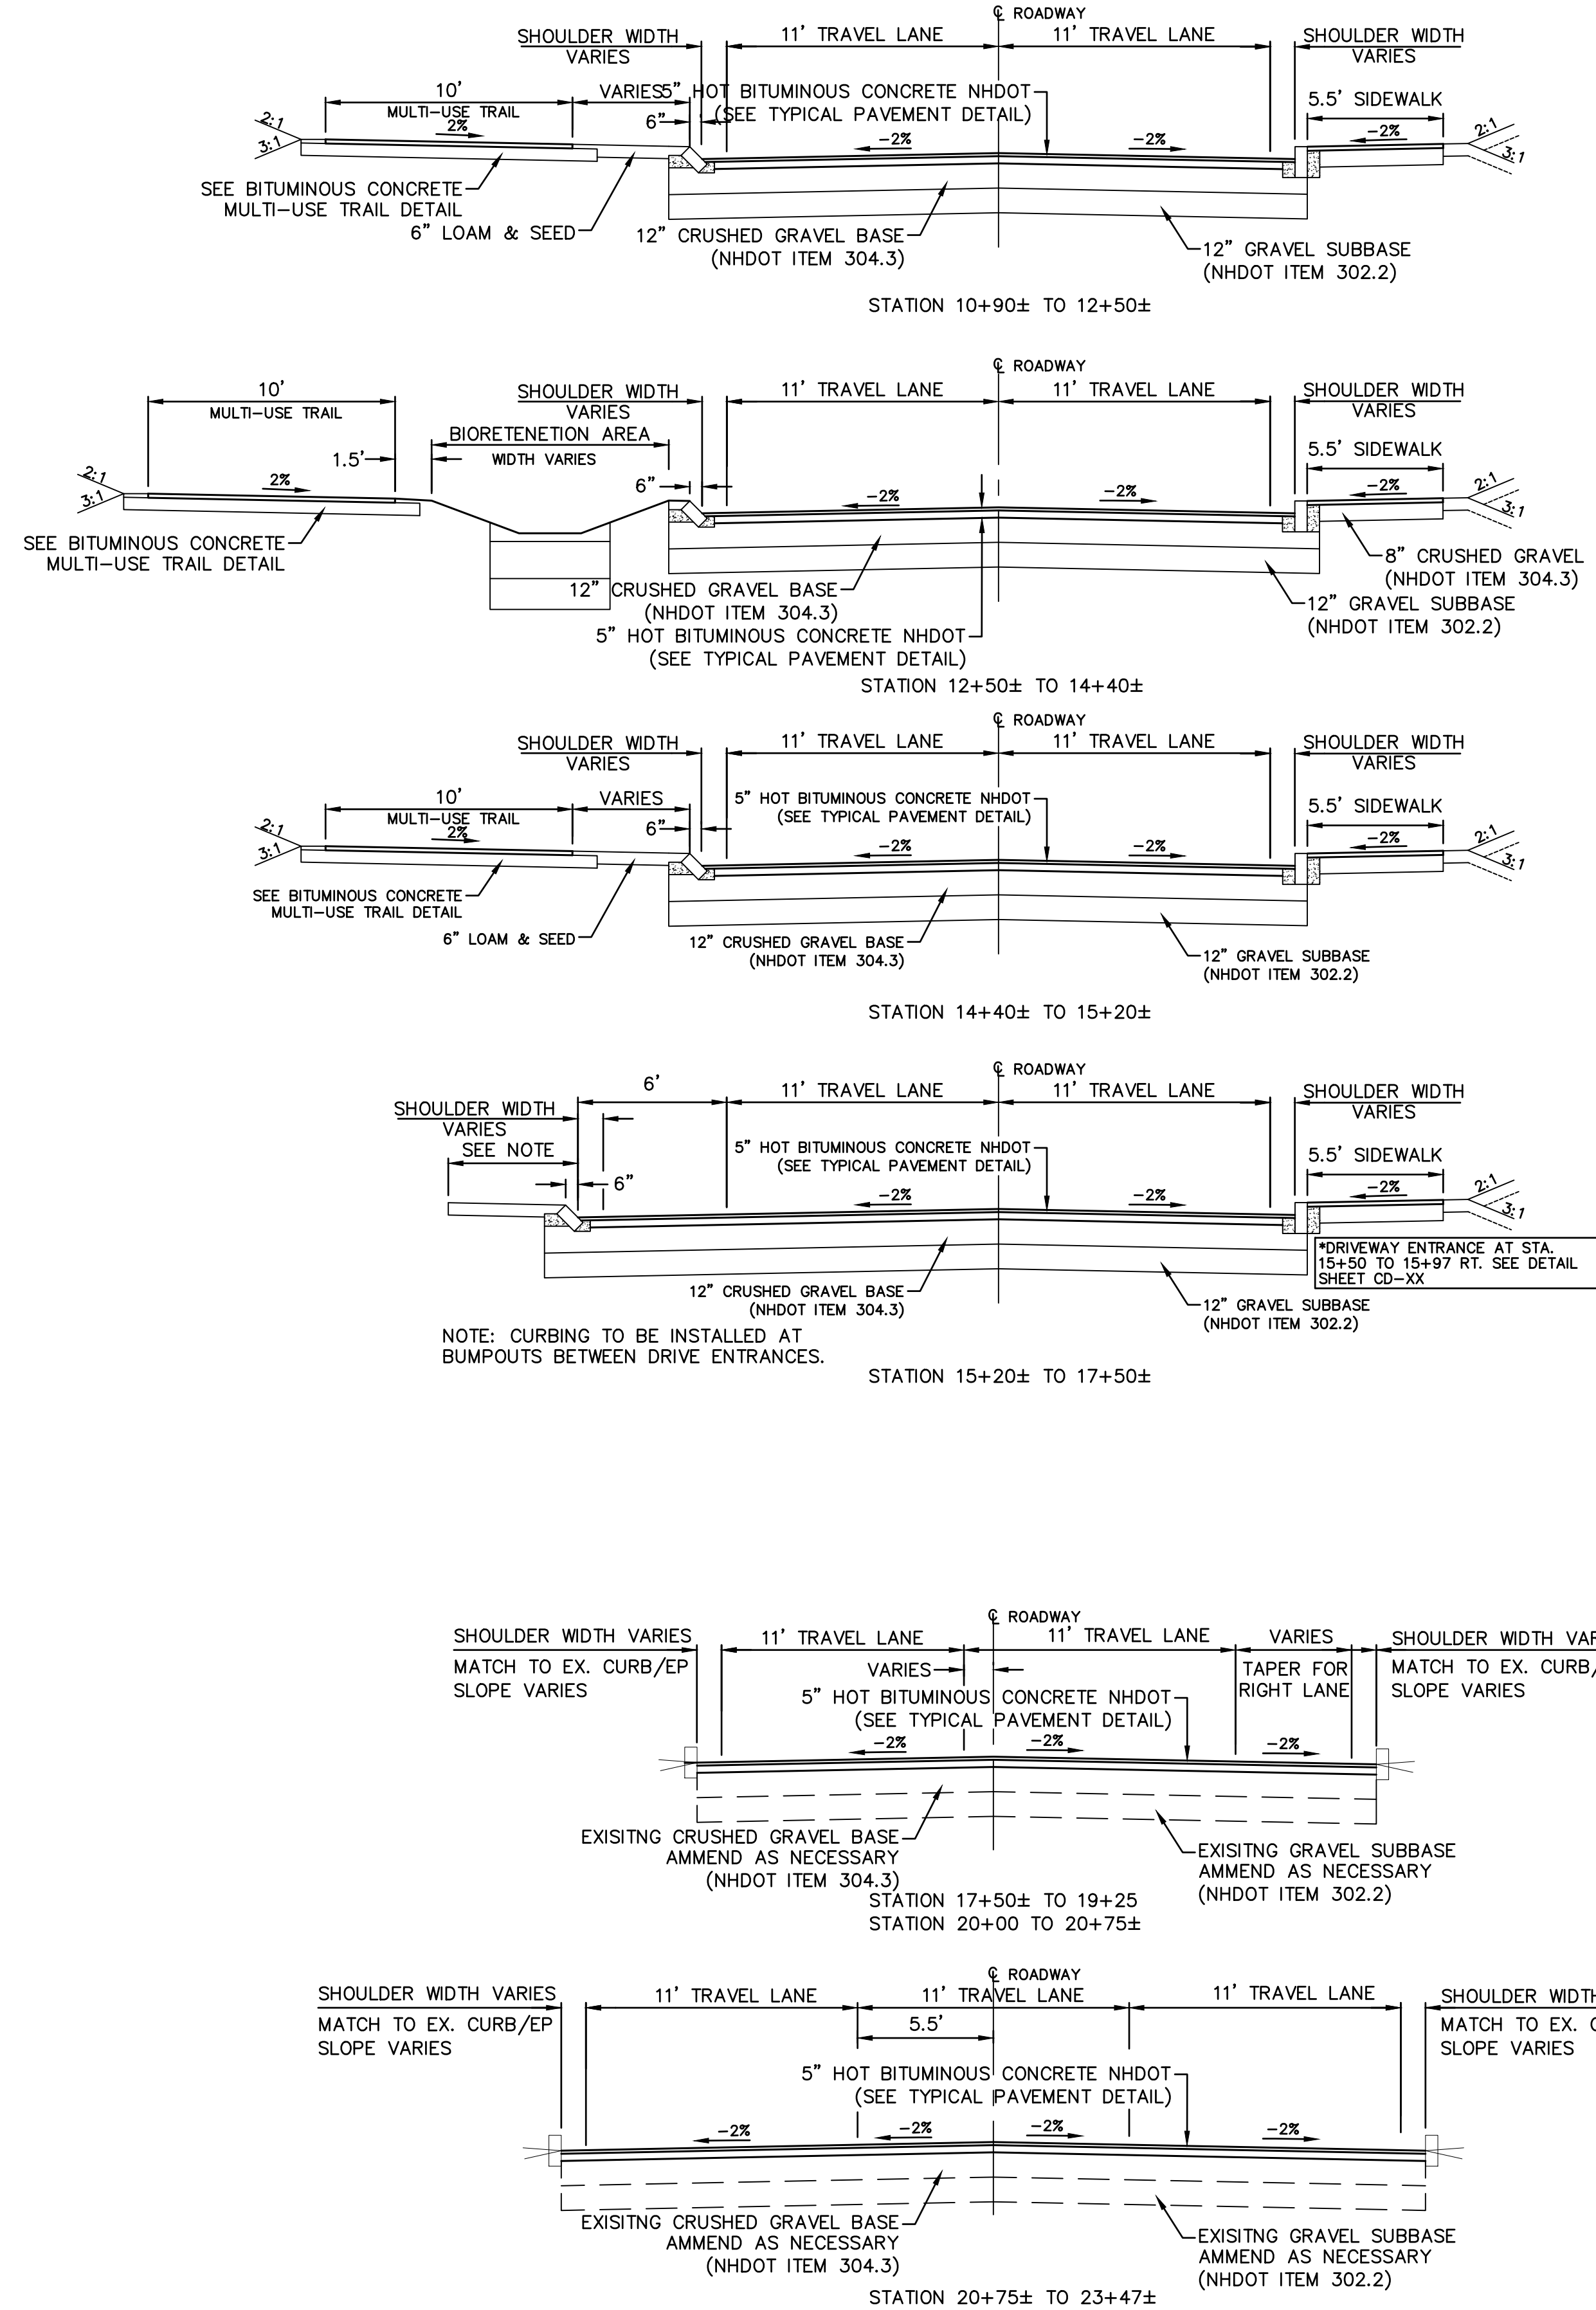 ℄ ROADWAY
SHOULDER WIDTH
VARIES
11' TRAVEL LANE
11' TRAVEL LANE
SHOULDER WIDTH
VARIES
10'
MULTI-USE TRAIL
VARIES
5" HOT BITUMINOUS CONCRETE NHDOT
(SEE TYPICAL PAVEMENT DETAIL)
6"
5.5' SIDEWALK
2:1
3:1
2%
-2%
-2%
-2%
2:1
3:1
SEE BITUMINOUS CONCRETE
MULTI-USE TRAIL DETAIL
6" LOAM & SEED
12" CRUSHED GRAVEL BASE
(NHDOT ITEM 304.3)
12" GRAVEL SUBBASE
(NHDOT ITEM 302.2)
STATION 10+90± TO 12+50±
℄ ROADWAY
10'
MULTI-USE TRAIL
SHOULDER WIDTH
VARIES
11' TRAVEL LANE
11' TRAVEL LANE
SHOULDER WIDTH
VARIES
BIORETENETION AREA
WIDTH VARIES
1.5'
6"
5.5' SIDEWALK
2:1
3:1
2%
-2%
-2%
-2%
2:1
3:1
SEE BITUMINOUS CONCRETE
MULTI-USE TRAIL DETAIL
12" CRUSHED GRAVEL BASE
(NHDOT ITEM 304.3)
5" HOT BITUMINOUS CONCRETE NHDOT
(SEE TYPICAL PAVEMENT DETAIL)
8" CRUSHED GRAVEL
(NHDOT ITEM 304.3)
12" GRAVEL SUBBASE
(NHDOT ITEM 302.2)
STATION 12+50± TO 14+40±
℄ ROADWAY
SHOULDER WIDTH
VARIES
11' TRAVEL LANE
11' TRAVEL LANE
SHOULDER WIDTH
VARIES
10'
MULTI-USE TRAIL
VARIES
5" HOT BITUMINOUS CONCRETE NHDOT
(SEE TYPICAL PAVEMENT DETAIL)
6"
5.5' SIDEWALK
2:1
3:1
2%
-2%
-2%
-2%
2:1
3:1
SEE BITUMINOUS CONCRETE
MULTI-USE TRAIL DETAIL
6" LOAM & SEED
12" CRUSHED GRAVEL BASE
(NHDOT ITEM 304.3)
12" GRAVEL SUBBASE
(NHDOT ITEM 302.2)
STATION 14+40± TO 15+20±
℄ ROADWAY
6'
11' TRAVEL LANE
11' TRAVEL LANE
SHOULDER WIDTH
VARIES
SHOULDER WIDTH
VARIES
SEE NOTE
6"
5" HOT BITUMINOUS CONCRETE NHDOT
(SEE TYPICAL PAVEMENT DETAIL)
5.5' SIDEWALK
-2%
-2%
-2%
2:1
3:1
*DRIVEWAY ENTRANCE AT STA.
15+50 TO 15+97 RT. SEE DETAIL
SHEET CD-XX
12" CRUSHED GRAVEL BASE
(NHDOT ITEM 304.3)
12" GRAVEL SUBBASE
(NHDOT ITEM 302.2)
NOTE: CURBING TO BE INSTALLED AT
BUMPOUTS BETWEEN DRIVE ENTRANCES.
STATION 15+20± TO 17+50±
℄ ROADWAY
SHOULDER WIDTH VARIES
MATCH TO EX. CURB/EP
SLOPE VARIES
11' TRAVEL LANE
11' TRAVEL LANE
VARIES
TAPER FOR
RIGHT LANE
SHOULDER WIDTH VAR
MATCH TO EX. CURB/
SLOPE VARIES
VARIES
5" HOT BITUMINOUS CONCRETE NHDOT
(SEE TYPICAL PAVEMENT DETAIL)
-2%
-2%
-2%
EXISITNG CRUSHED GRAVEL BASE
AMMEND AS NECESSARY
(NHDOT ITEM 304.3)
EXISITNG GRAVEL SUBBASE
AMMEND AS NECESSARY
(NHDOT ITEM 302.2)
STATION 17+50± TO 19+25
STATION 20+00 TO 20+75±
℄ ROADWAY
SHOULDER WIDTH VARIES
MATCH TO EX. CURB/EP
SLOPE VARIES
11' TRAVEL LANE
11' TRAVEL LANE
11' TRAVEL LANE
SHOULDER WIDTH
MATCH TO EX.
SLOPE VARIES
5.5'
5" HOT BITUMINOUS CONCRETE NHDOT
(SEE TYPICAL PAVEMENT DETAIL)
-2%
-2%
-2%
-2%
EXISITNG CRUSHED GRAVEL BASE
AMMEND AS NECESSARY
(NHDOT ITEM 304.3)
EXISITNG GRAVEL SUBBASE
AMMEND AS NECESSARY
(NHDOT ITEM 302.2)
STATION 20+75± TO 23+47±